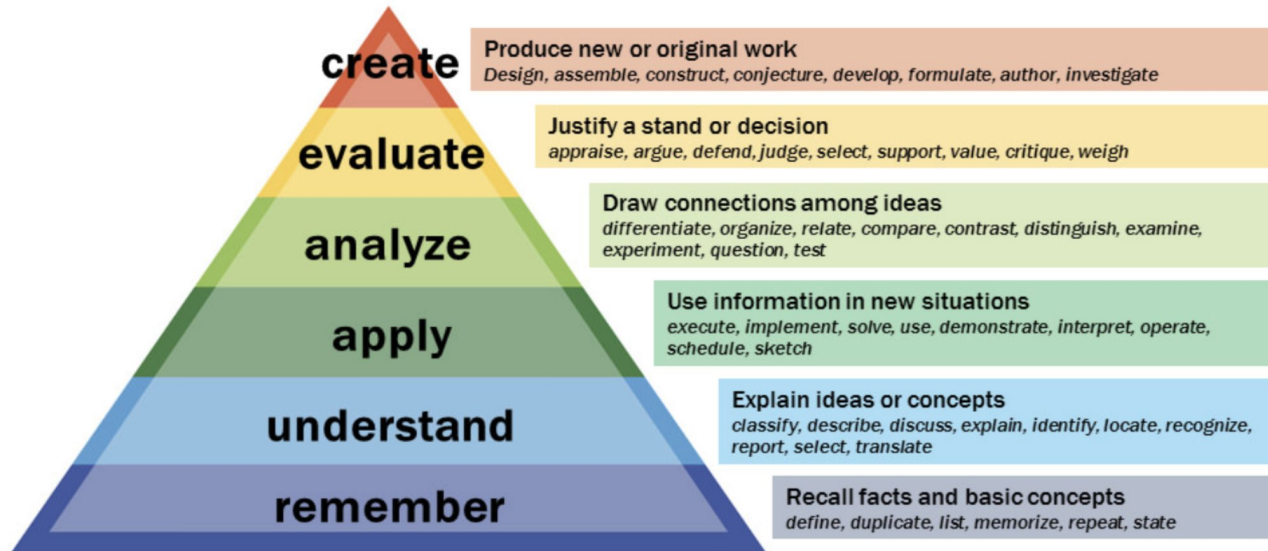 create
Produce new or original work
Design, assemble, construct, conjecture, develop, formulate, author, investigate
evaluate
Justify a stand or decision
appraise, argue, defend, judge, select, support, value, critique, weigh
analyze
Draw connections among ideas
differentiate, organize, relate, compare, contrast, distinguish, examine,
experiment, question, test
apply
Use information in new situations
execute, implement, solve, use, demonstrate, interpret, operate,
schedule, sketch
understand
Explain ideas or concepts
classify, describe, discuss, explain, identify, locate, recognize,
report, select, translate
remember
Recall facts and basic concepts
define, duplicate, list, memorize, repeat, state